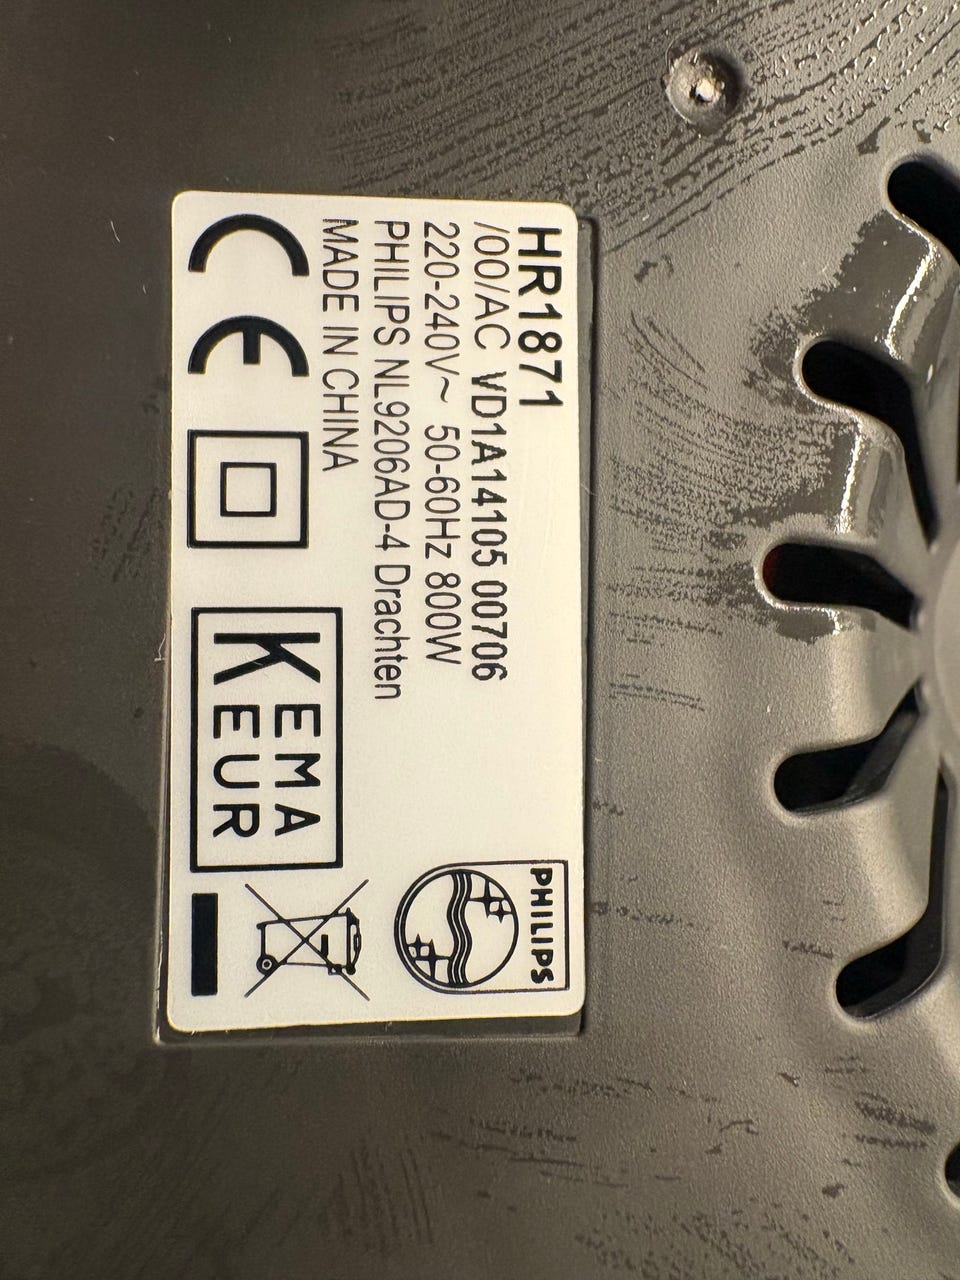 HR1871
/00/AC VD1A14105 00706
220-240V~ 50-60Hz 800W
PHILIPS NL9206AD-4 Drachten
MADE IN CHINA
CE
KEMA
KEUR
PHILIPS